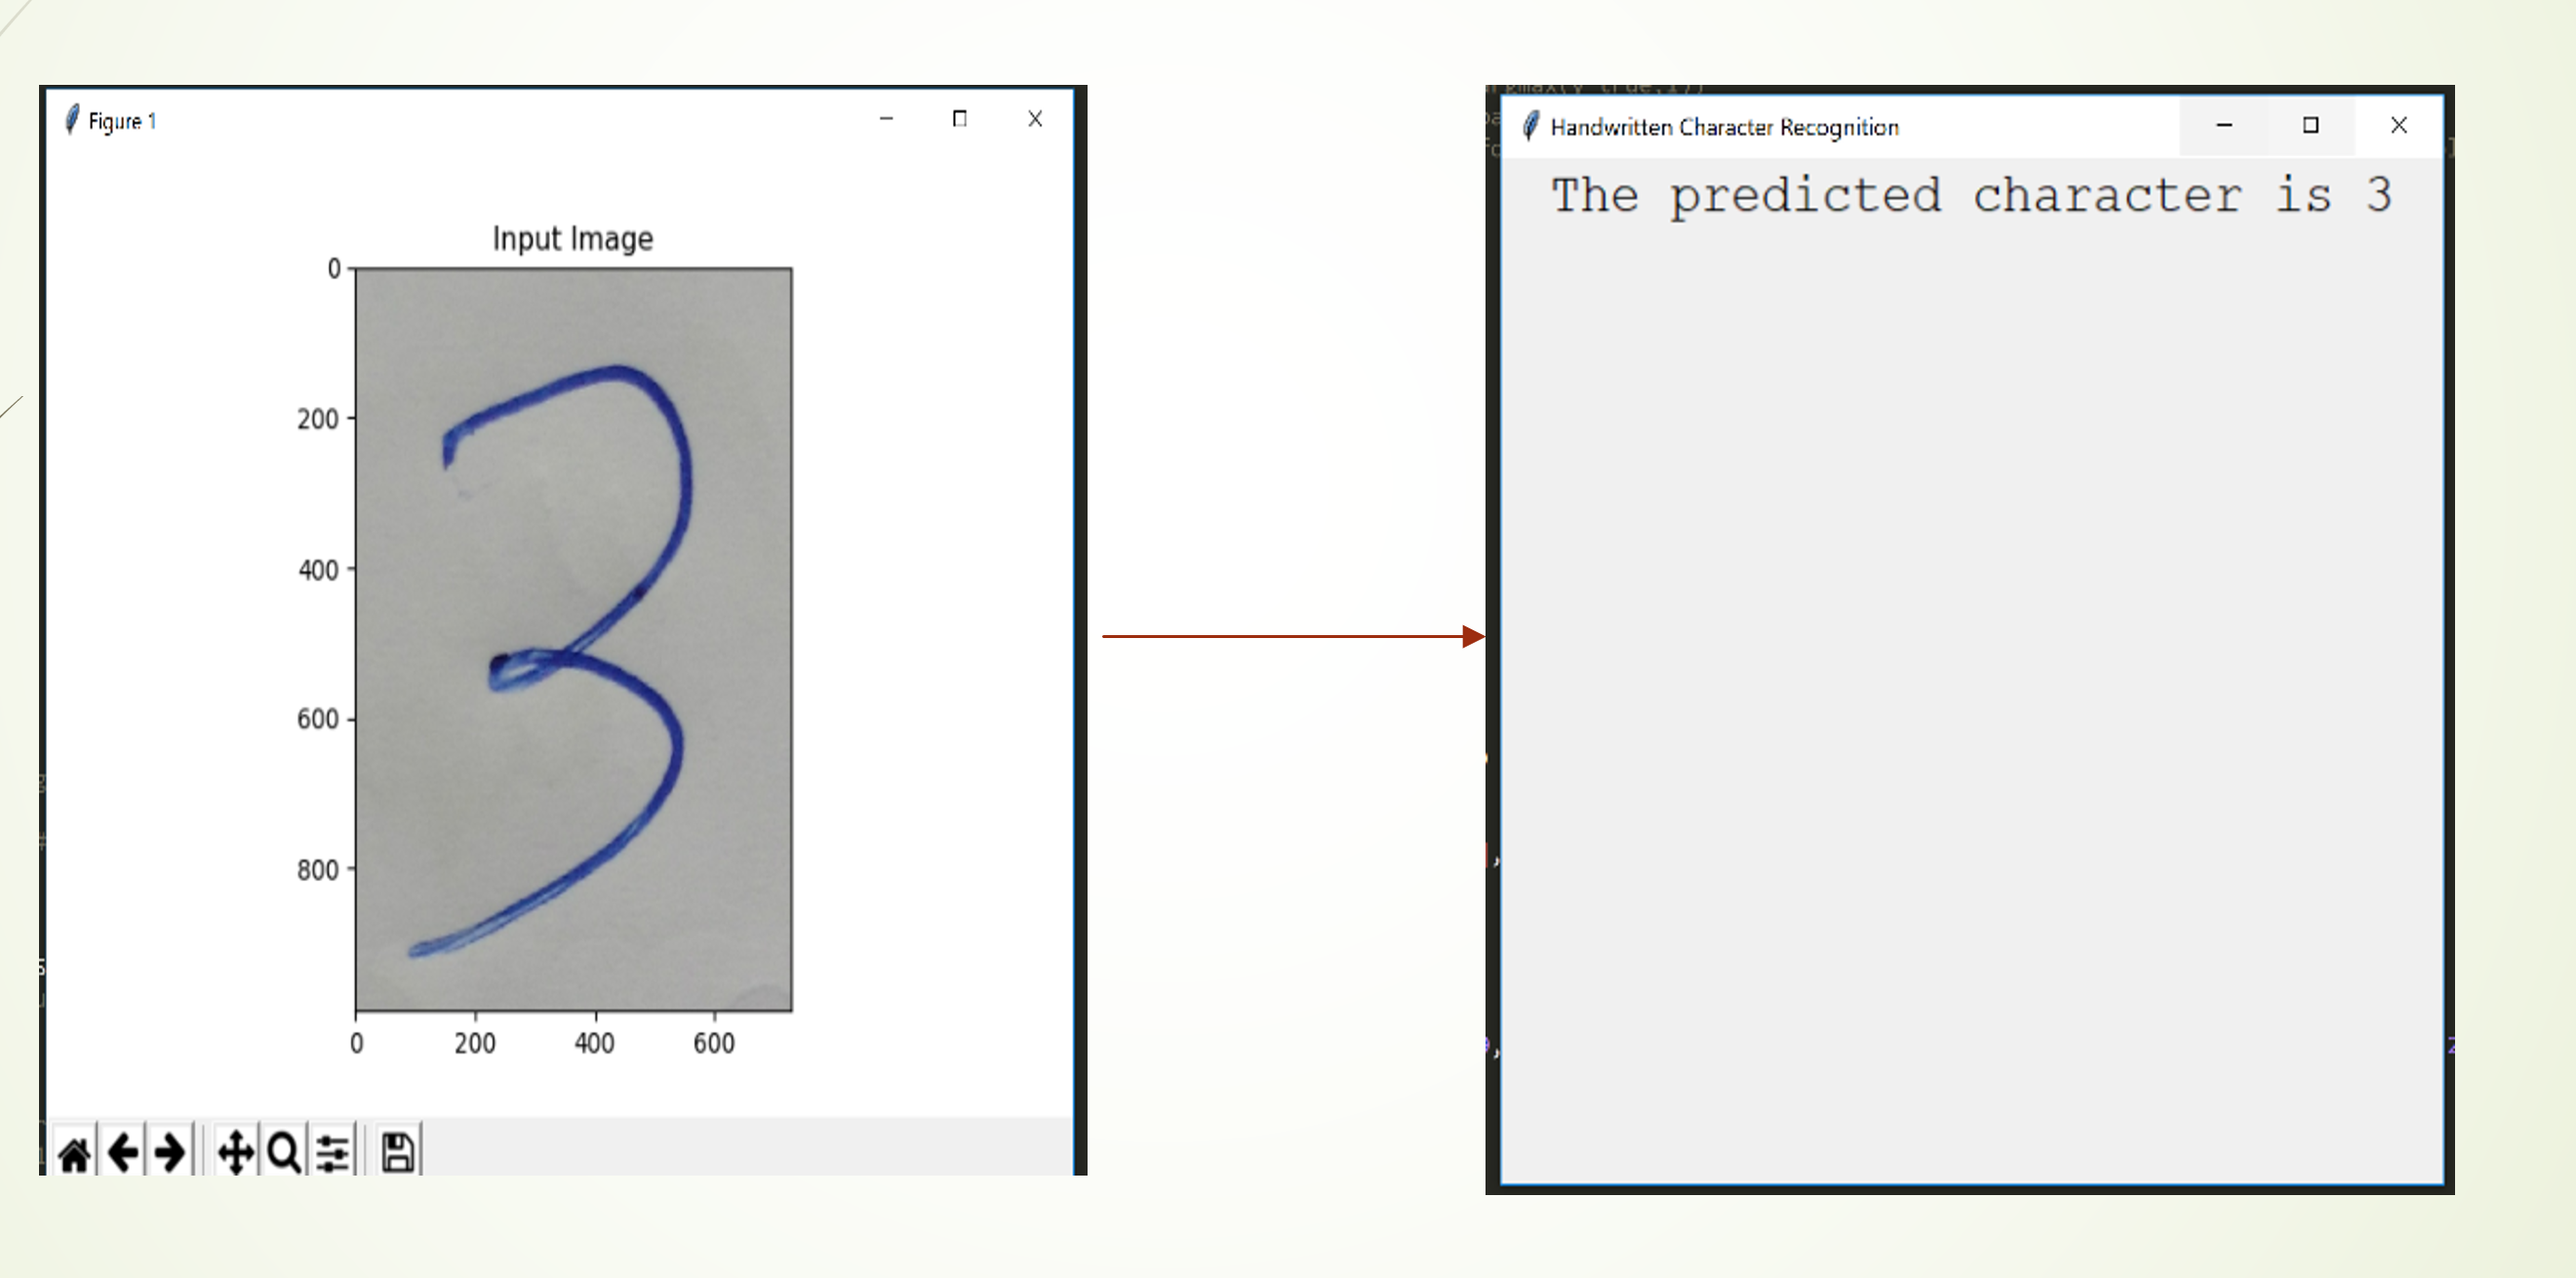 Figure 1
Input Image
0
200
400
600
800
3
0 200 400 600
Handwritten Character Recognition
The predicted character is 3